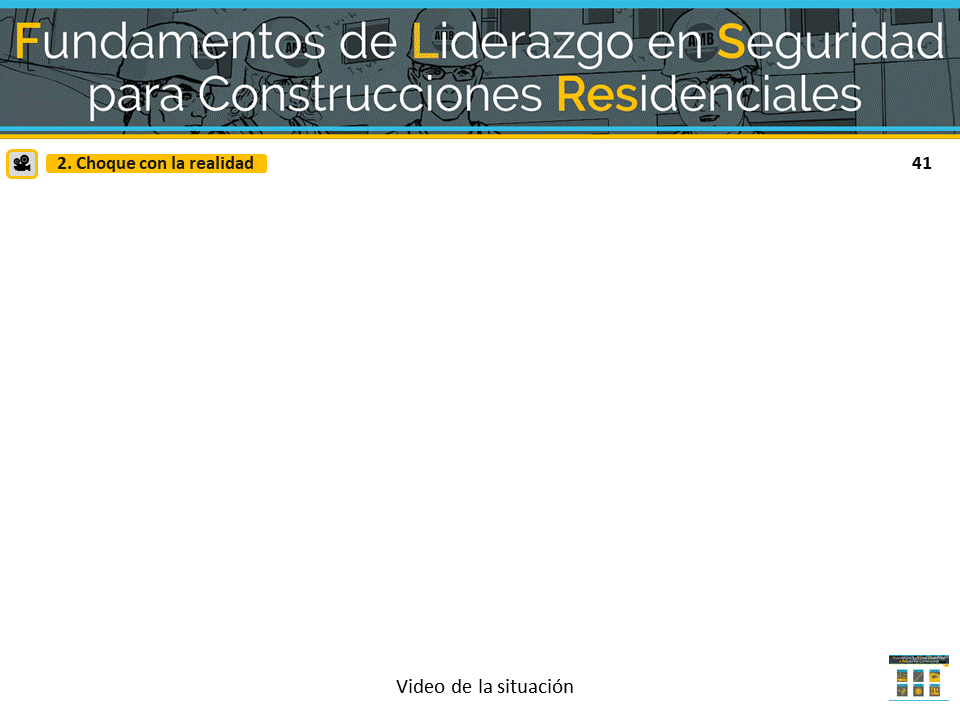 Fundamentos de Liderazgo en Seguridad
para Construcciones Residenciales
2. Choque con la realidad
41
Video de la situación